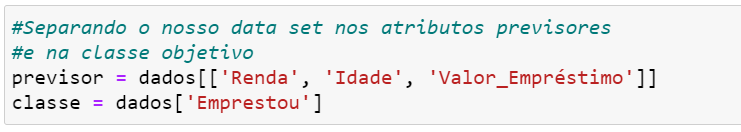 #Separando o nosso data set nos atributos previsores
#e na classe objetivo
previsor = dados[['Renda', 'Idade', 'Valor_Empréstimo']]
classe = dados['Emprestou']